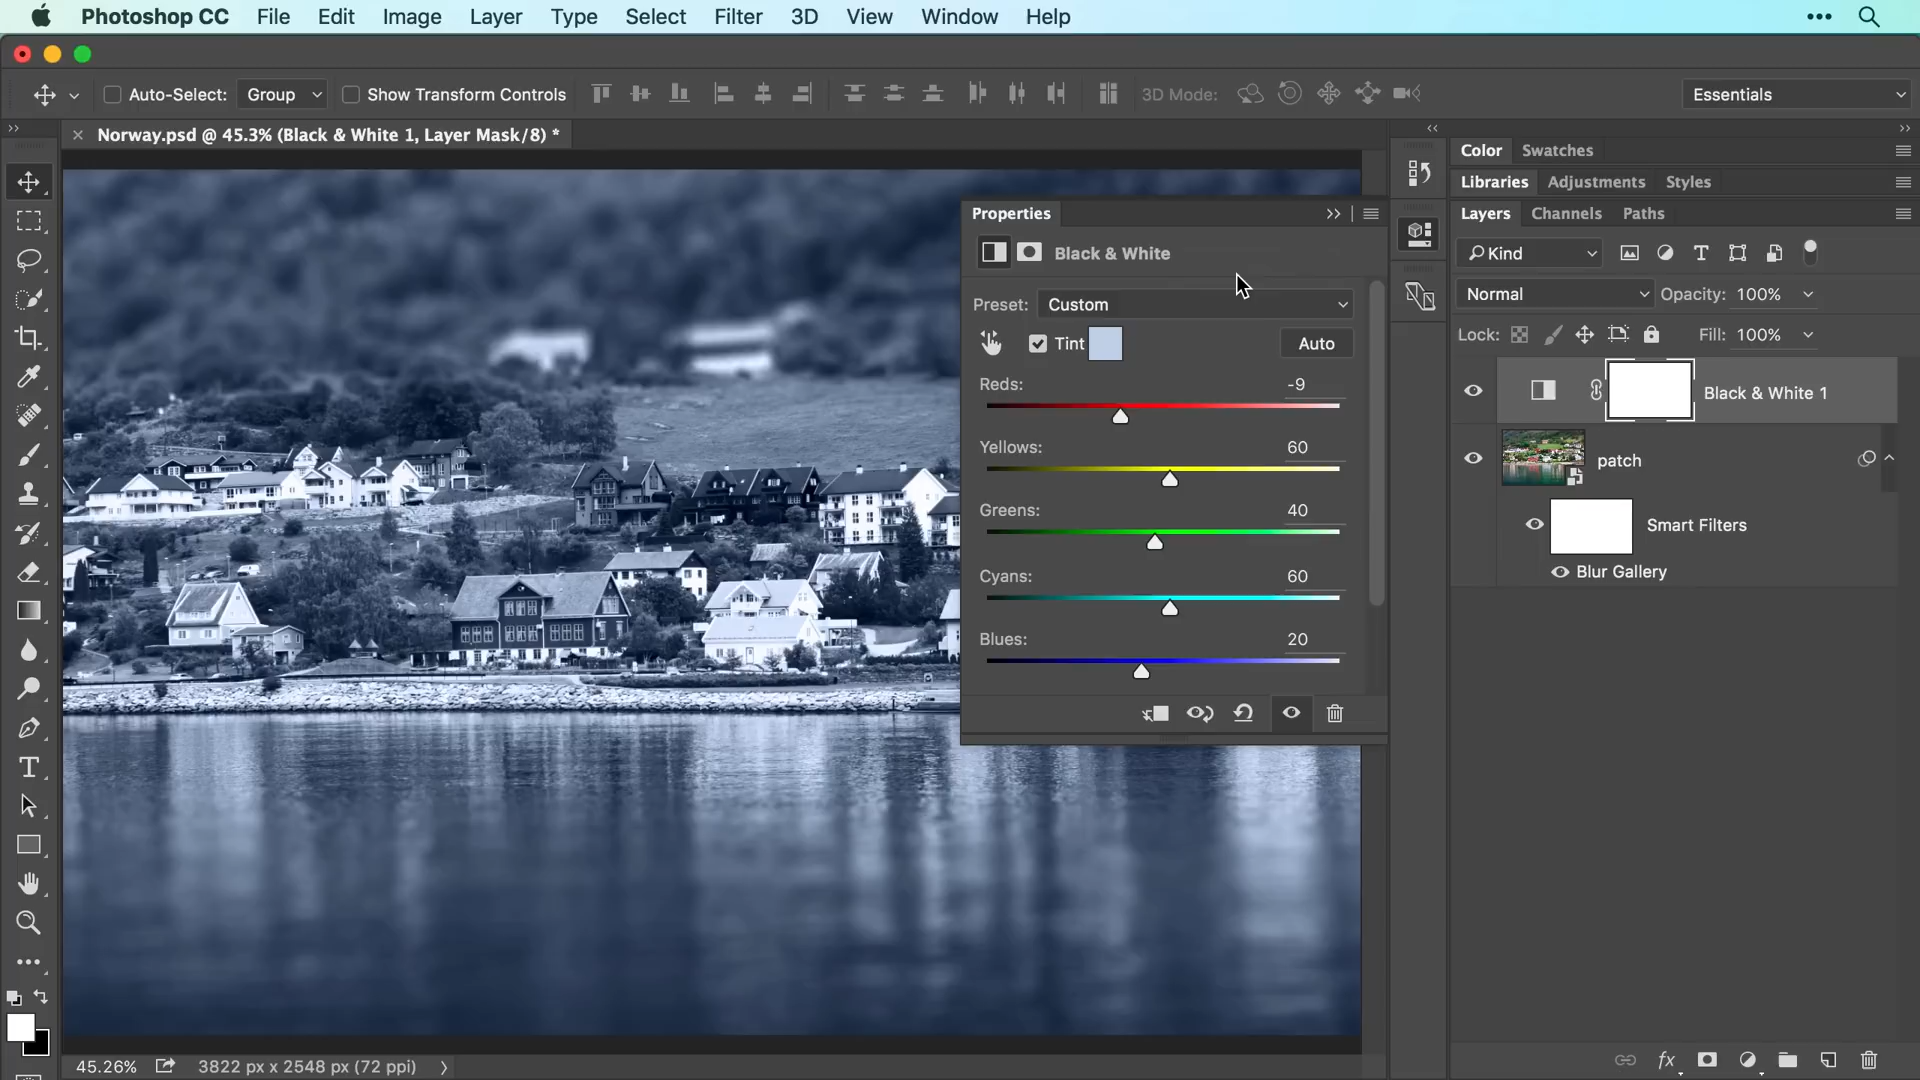 Photoshop CC File Edit Image Layer Type Select Filter 3D View Window Help
Auto-Select: Group Show Transform Controls 3D Mode: Essentials
Norway.psd @ 45.3% (Black & White 1, Layer Mask/8) *
Color Swatches
Libraries Adjustments Styles
Layers Channels Paths
Properties
Black & White
Kind
Preset: Custom
Normal Opacity: 100%
Tint Auto
Lock: Fill: 100%
Reds: -9
Black & White 1
Yellows: 60
patch
Greens: 40
Smart Filters
Cyans: 60
Blur Gallery
Blues: 20
45.26% 3822 px x 2548 px (72 ppi)
fx